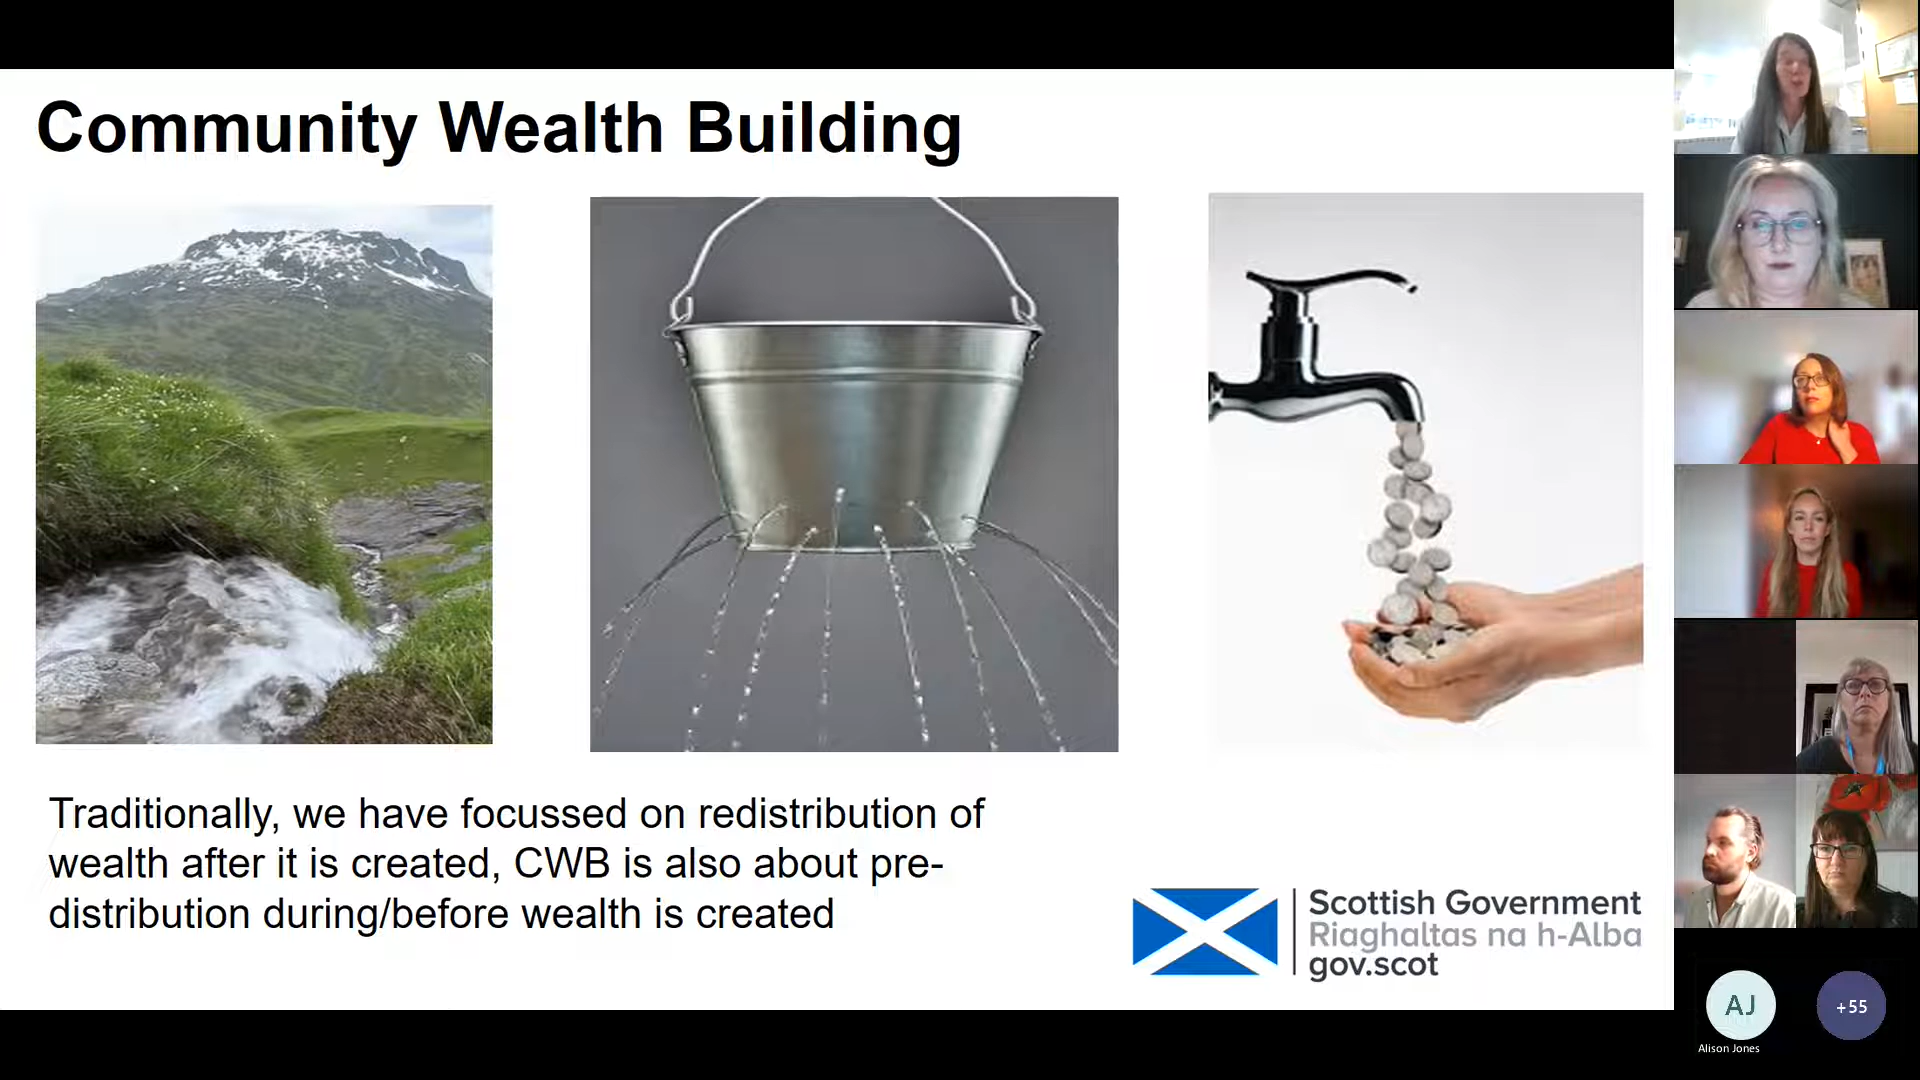 Community Wealth Building
Traditionally, we have focussed on redistribution of
wealth after it is created, CWB is also about pre-
distribution during/before wealth is created
Scottish Government
Riaghaltas na h-Alba
gov.scot
AJ
+55
Alison Jones